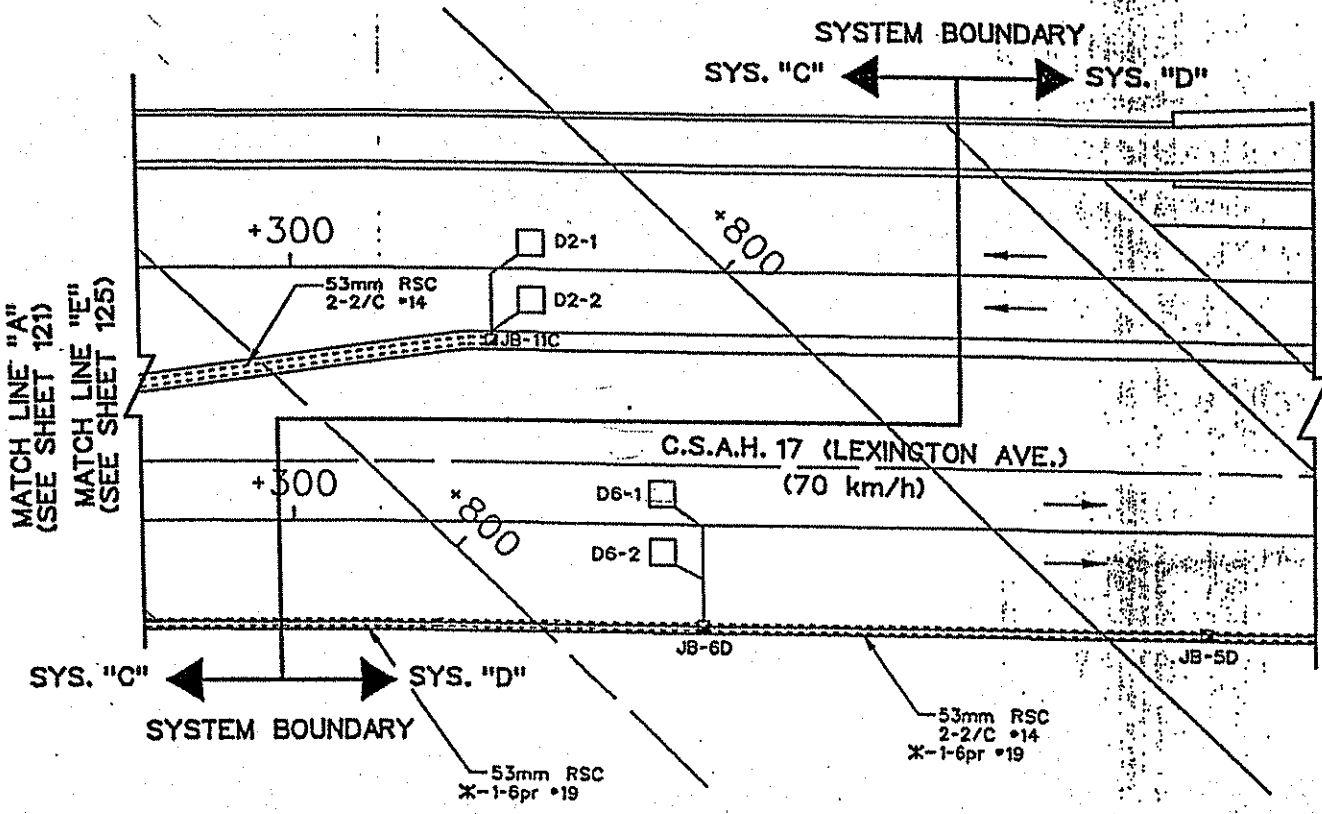 SYSTEM BOUNDARY
SYS. "C" SYS. "D"
+300
×800
D2-1
53mm RSC
2-2/C #14
D2-2
JB-11C
MATCH LINE "A"
(SEE SHEET 121)
MATCH LINE "E"
(SEE SHEET 125)
C.S.A.H. 17 (LEXINGTON AVE.)
(70 km/h)
+300
×800
D6-1
D6-2
JB-6D
JB-5D
SYS. "C" SYS. "D"
SYSTEM BOUNDARY
53mm RSC
2-2/C #14
Ж-1-6pr #19
53mm RSC
Ж-1-6pr #19